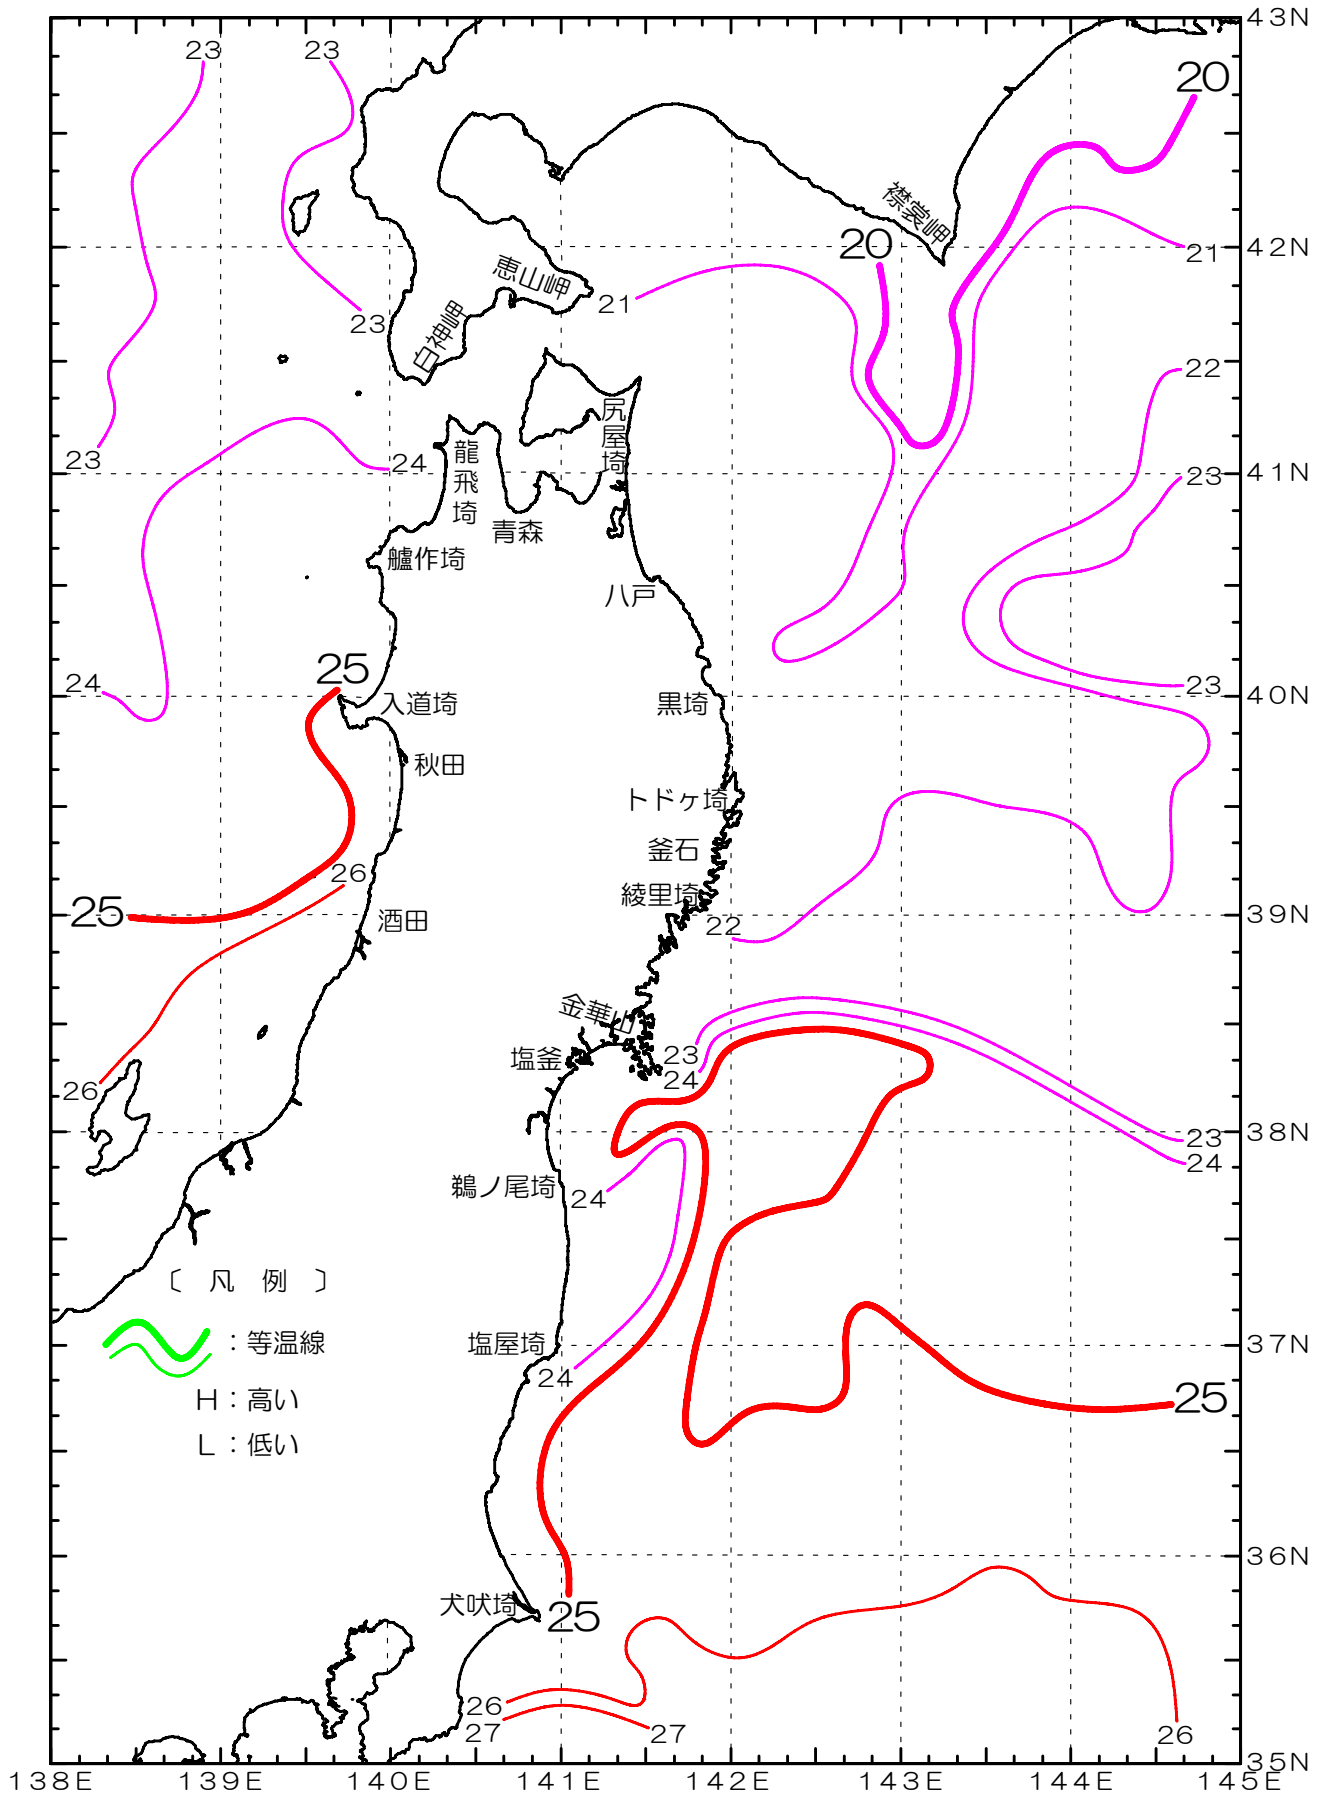 43N
23
23
20
襟裳岬
20
42N
21
恵山岬
21
23
白神岬
22
尻屋埼
23
24
龍飛埼
41N
23
青森
艫作埼
八戸
24
25
23
入道埼
黒埼
40N
秋田
トドヶ埼
釜石
26
綾里埼
25
酒田
22
39N
金華山
塩釜
23
24
26
23
38N
24
鵜ノ尾埼
24
〔 凡 例 〕
:等温線
塩屋埼
37N
24
H:高い
25
L:低い
36N
犬吠埼
25
26
27
27
26
35N
138E 139E 140E 141E 142E 143E 144E 145E